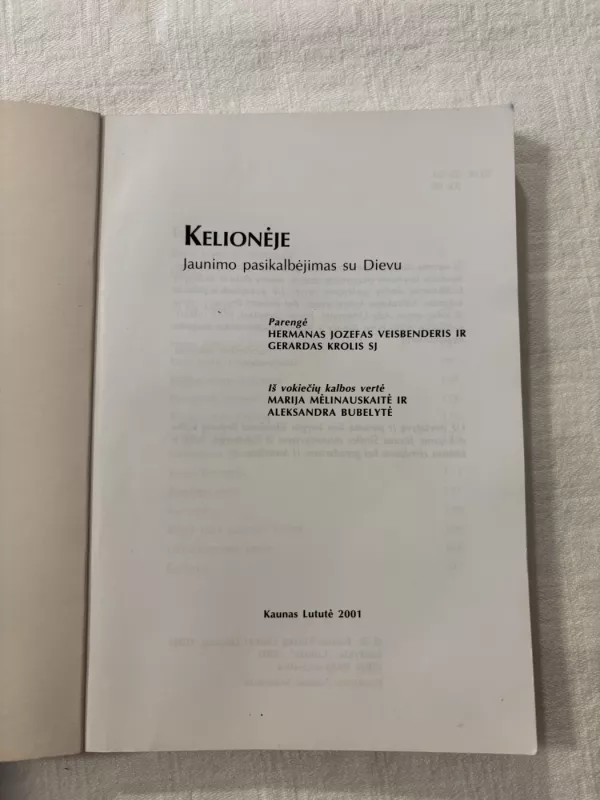 KELIONĖJE
Jaunimo pasikalbėjimas su Dievu
Parengė
HERMANAS JOZEFAS VEISBENDERIS IR
GERARDAS KROLIS SJ
Iš vokiečių kalbos vertė
MARIJA MĖLINAUSKAITĖ IR
ALEKSANDRA BUBELYTĖ
Kaunas Lututė 2001